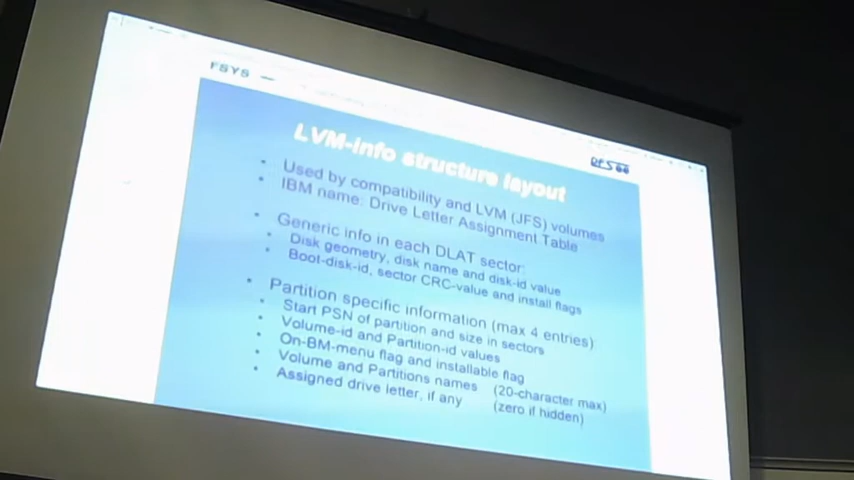 FSYS
LVM-info structure layout
• Used by compatibility and LVM (JFS) volumes
• IBM name: Drive Letter Assignment Table
• Generic info in each DLAT sector:
• Disk geometry, disk name and disk-id value
• Boot-disk-id, sector CRC-value and install flags
• Partition specific information (max 4 entries)
• Start PSN of partition and size in sectors
• Volume-id and Partition-id values
• On-BM-menu flag and installable flag
• Volume and Partitions names (20-character max)
• Assigned drive letter, if any (zero if hidden)